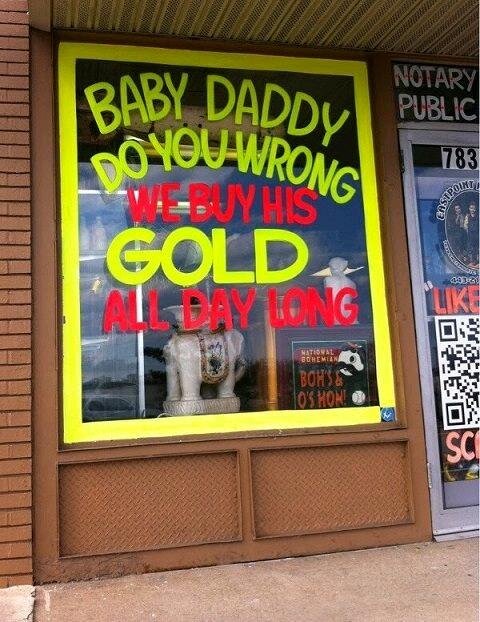 BABY DADDY
DO YOU WRONG
WE BUY HIS
GOLD
ALL DAY LONG
NATIONAL
BOHEMIAN
BOH'S &
O'S HON!
NOTARY
PUBLIC
783
EASTPOINT
"LIKE